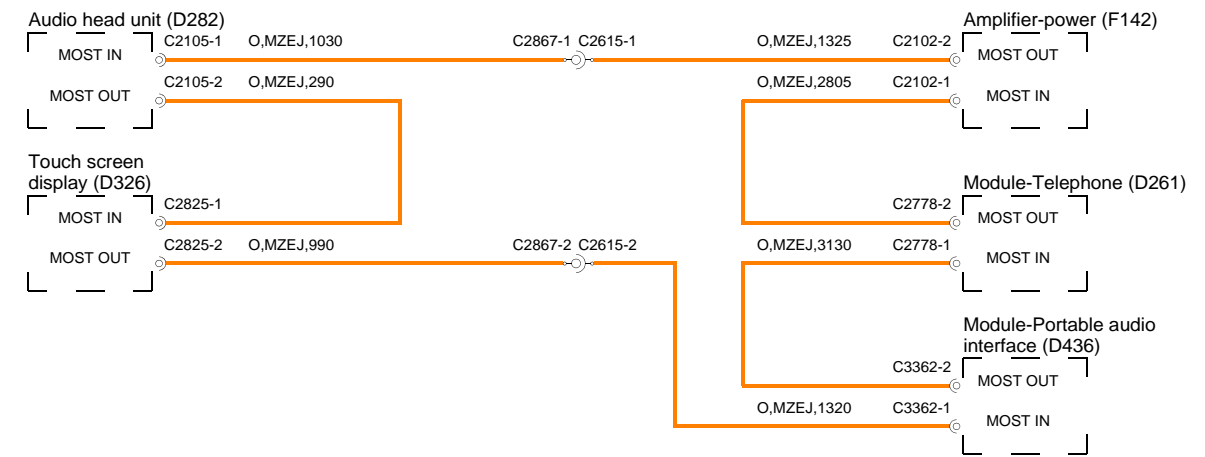 Audio head unit (D282)
Amplifier-power (F142)
MOST IN
C2105-1
O,MZEJ,1030
C2867-1
C2615-1
O,MZEJ,1325
C2102-2
MOST OUT
MOST OUT
C2105-2
O,MZEJ,290
O,MZEJ,2805
C2102-1
MOST IN
Touch screen
display (D326)
Module-Telephone (D261)
MOST IN
C2825-1
C2778-2
MOST OUT
MOST OUT
C2825-2
O,MZEJ,990
C2867-2
C2615-2
O,MZEJ,3130
C2778-1
MOST IN
Module-Portable audio
interface (D436)
C3362-2
MOST OUT
O,MZEJ,1320
C3362-1
MOST IN